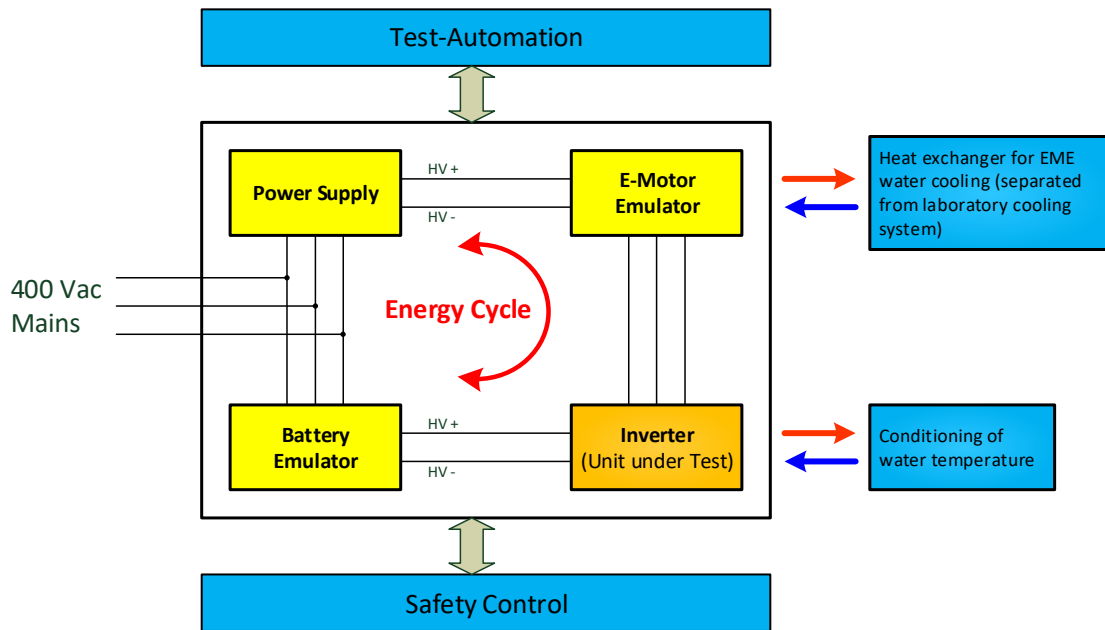 Test-Automation
Power Supply
HV +
HV -
E-Motor
Emulator
Heat exchanger for EME
water cooling (separated
from laboratory cooling
system)
400 Vac
Mains
Energy Cycle
Battery
Emulator
HV +
HV -
Inverter
(Unit under Test)
Conditioning of
water temperature
Safety Control